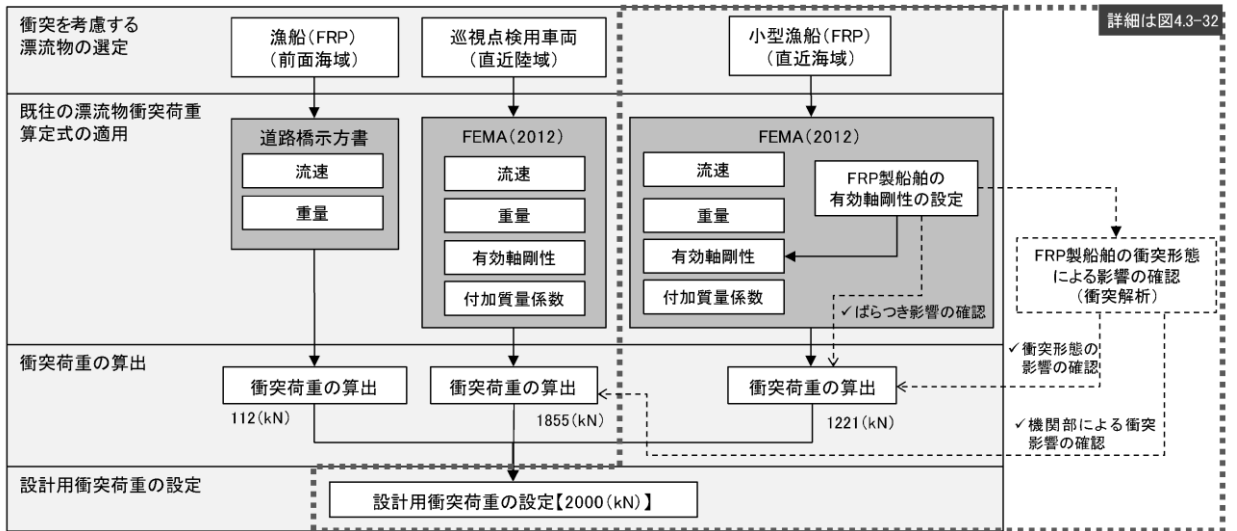 衝突を考慮する
漂流物の選定
漁船(FRP)
(前面海域)
巡視点検用車両
(直近陸域)
小型漁船(FRP)
(直近海域)
詳細は図4.3-32
既往の漂流物衝突荷重
算定式の適用
道路橋示方書
流速
重量
FEMA(2012)
流速
重量
有効軸剛性
付加質量係数
FEMA(2012)
流速
重量
有効軸剛性
付加質量係数
FRP製船舶の
有効軸剛性の設定
✓ばらつき影響の確認
FRP製船舶の衝突形態
による影響の確認
(衝突解析)
✓衝突形態の
影響の確認
✓機関部による衝突
影響の確認
衝突荷重の算出
衝突荷重の算出
112(kN)
衝突荷重の算出
1855(kN)
衝突荷重の算出
1221(kN)
設計用衝突荷重の設定
設計用衝突荷重の設定【2000(kN)】